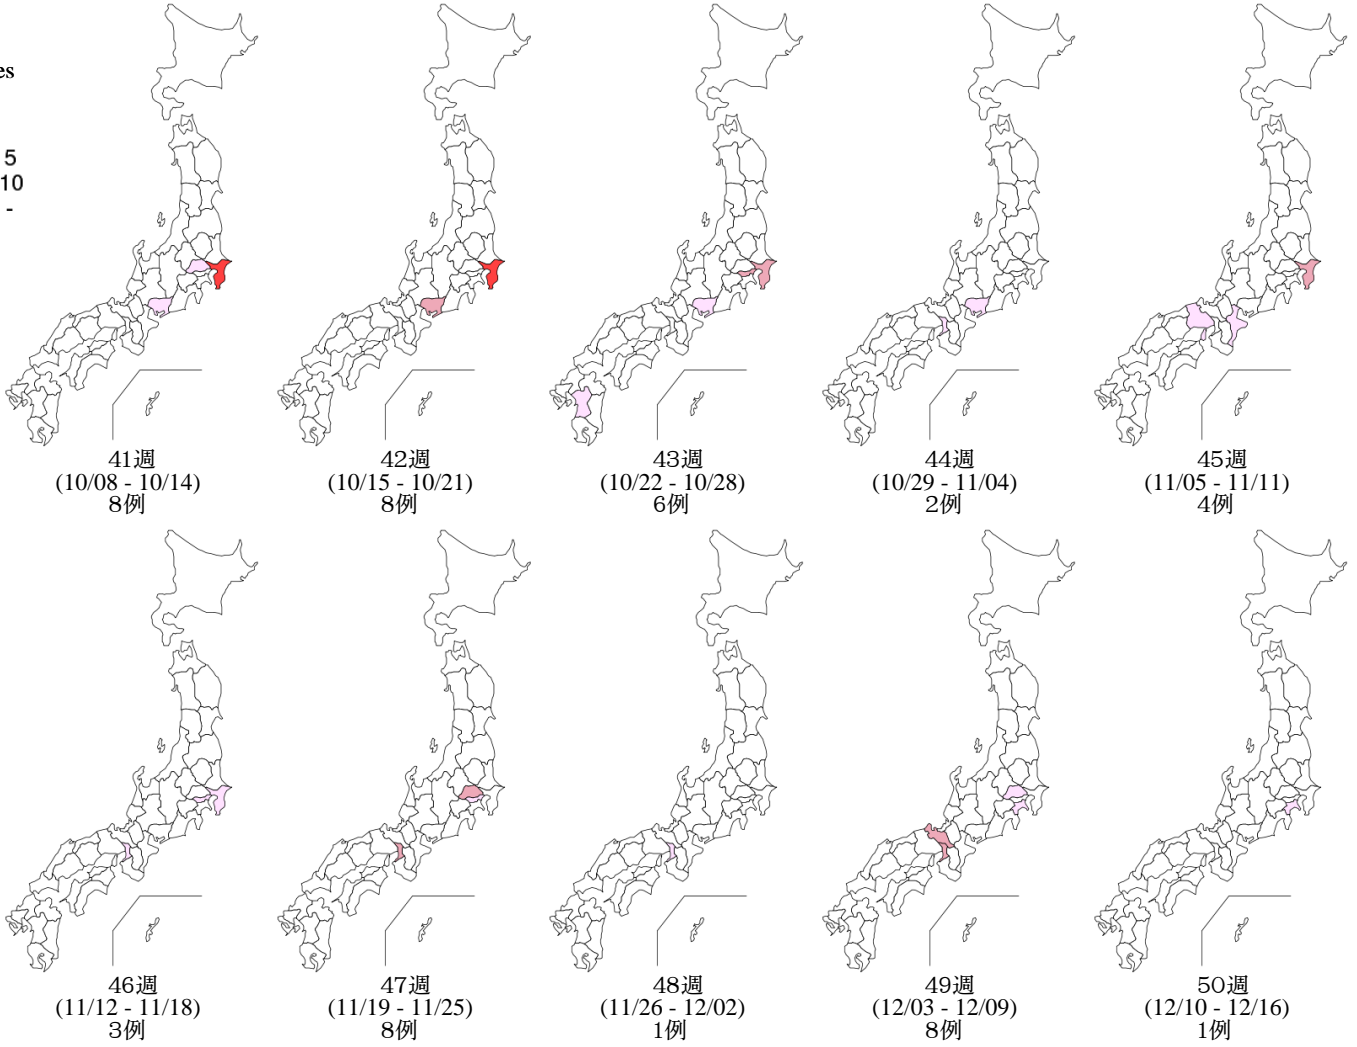 es
5
10
-
41週
(10/08 - 10/14)
8例
42週
(10/15 - 10/21)
8例
43週
(10/22 - 10/28)
6例
44週
(10/29 - 11/04)
2例
45週
(11/05 - 11/11)
4例
46週
(11/12 - 11/18)
3例
47週
(11/19 - 11/25)
8例
48週
(11/26 - 12/02)
1例
49週
(12/03 - 12/09)
8例
50週
(12/10 - 12/16)
1例